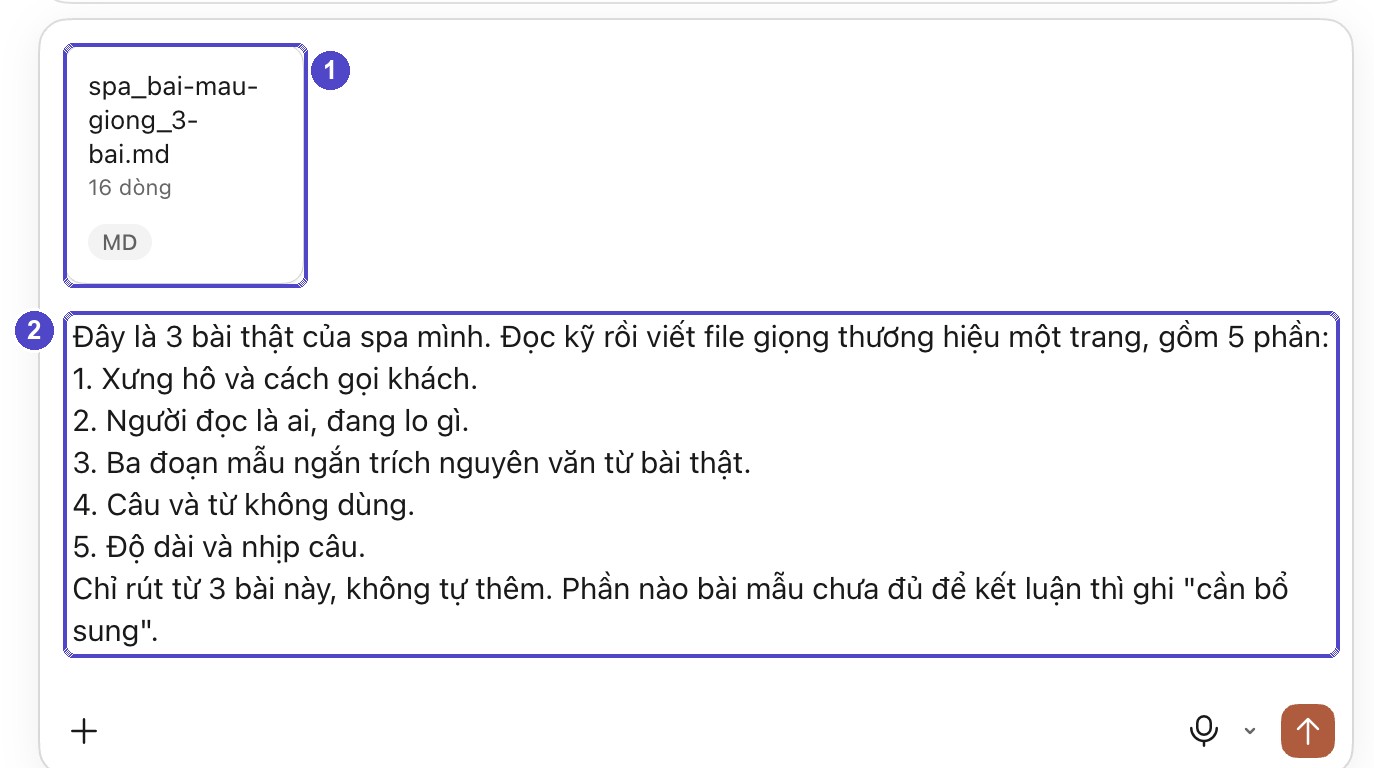 spa_bai-mau-
giong_3-
bai.md
16 dòng
MD
1
2
Đây là 3 bài thật của spa mình. Đọc kỹ rồi viết file giọng thương hiệu một trang, gồm 5 phần:
1. Xưng hô và cách gọi khách.
2. Người đọc là ai, đang lo gì.
3. Ba đoạn mẫu ngắn trích nguyên văn từ bài thật.
4. Câu và từ không dùng.
5. Độ dài và nhịp câu.
Chỉ rút từ 3 bài này, không tự thêm. Phần nào bài mẫu chưa đủ để kết luận thì ghi "cần bổ
sung".